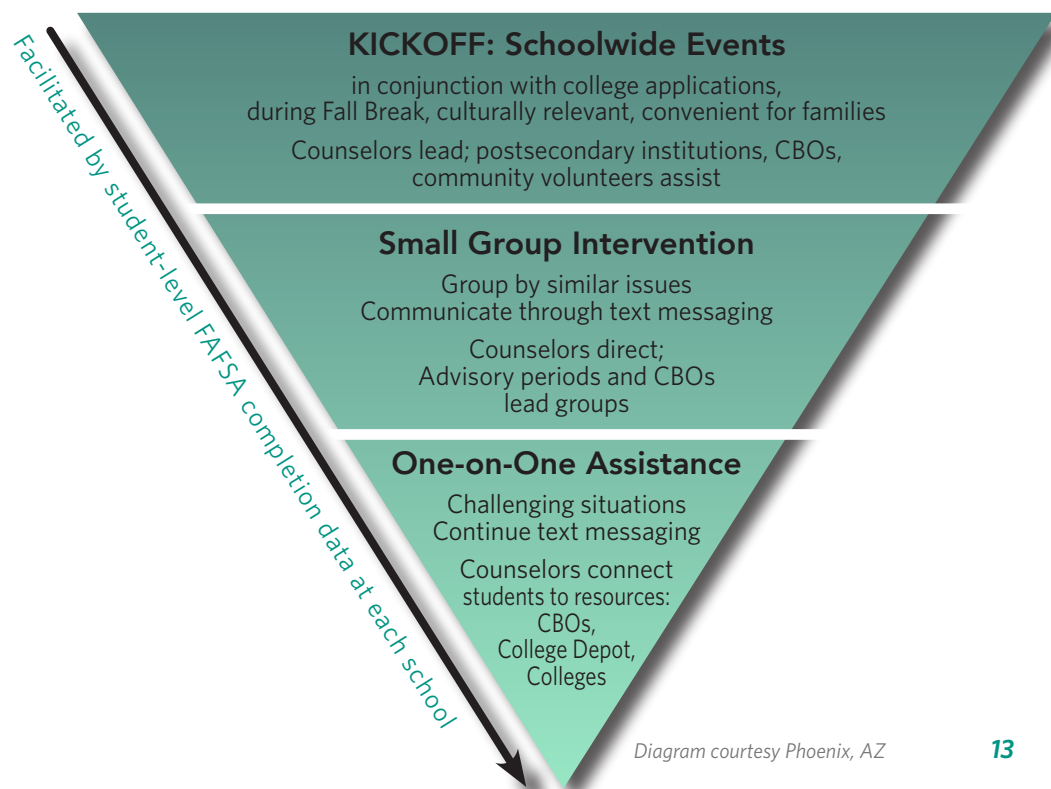 KICKOFF: Schoolwide Events
in conjunction with college applications,
during Fall Break, culturally relevant, convenient for families
Counselors lead; postsecondary institutions, CBOs,
community volunteers assist
Small Group Intervention
Group by similar issues
Communicate through text messaging
Counselors direct;
Advisory periods and CBOs
lead groups
One-on-One Assistance
Challenging situations
Continue text messaging
Counselors connect
students to resources:
CBOs,
College Depot,
Colleges
Facilitated by student-level FAFSA completion data at each school
Diagram courtesy Phoenix, AZ
13